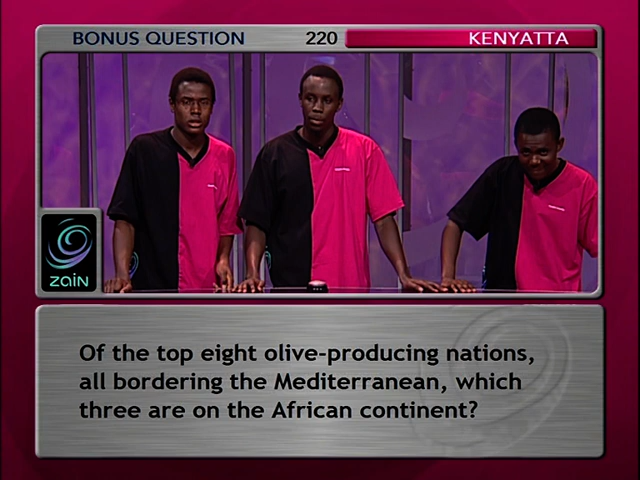 BONUS QUESTION 220 KENYATTA
zain
Of the top eight olive-producing nations,
all bordering the Mediterranean, which
three are on the African continent?